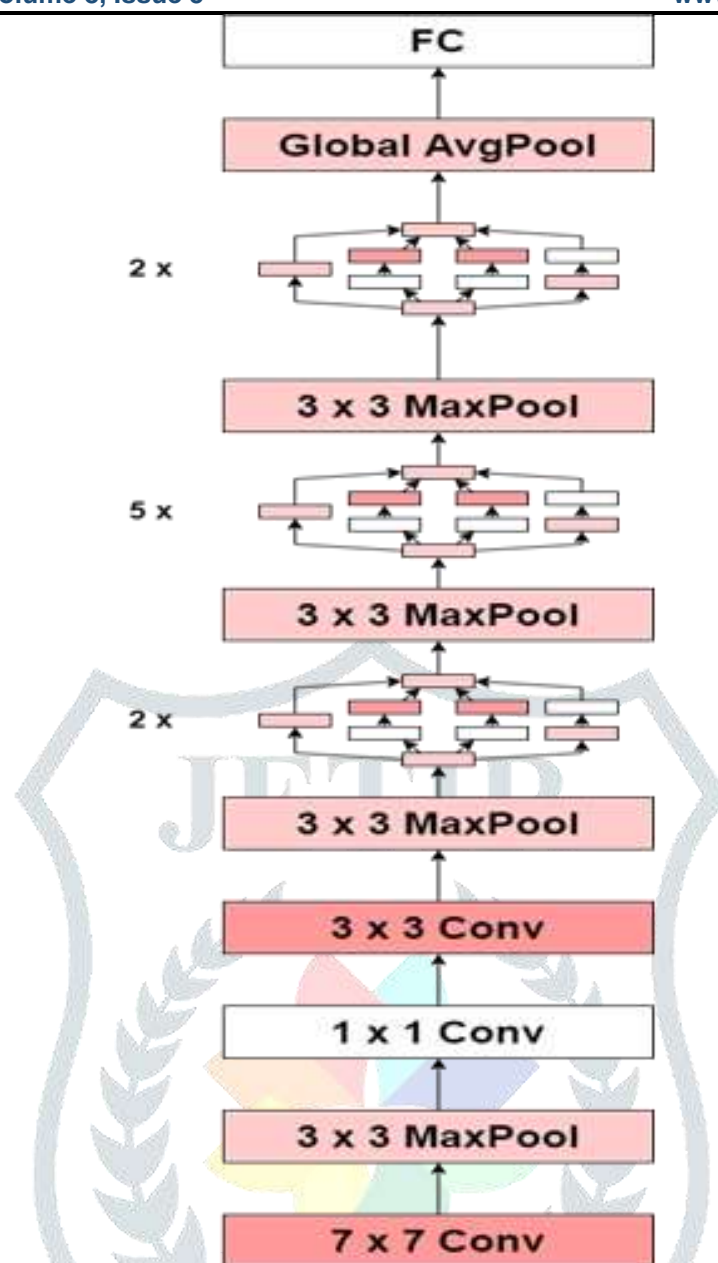 FC
Global AvgPool
2 x
3 x 3 MaxPool
5 x
3 x 3 MaxPool
2 x
JETIR
3 x 3 MaxPool
3 x 3 Conv
1 x 1 Conv
3 x 3 MaxPool
7 x 7 Conv